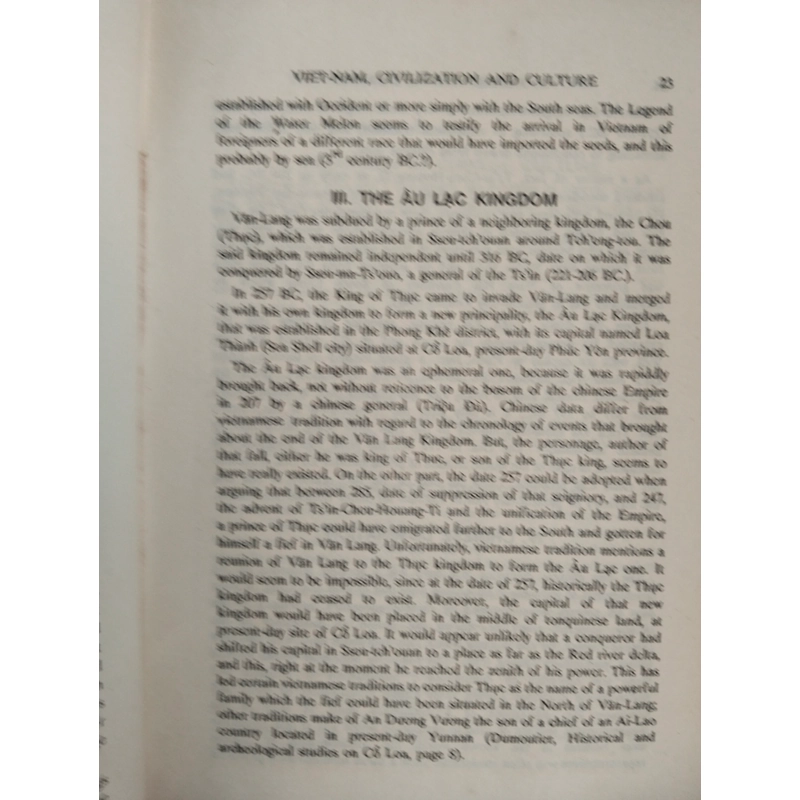 VIET-NAM, CIVILIZATION AND CULTURE 23
established with Occident or more simply with the South seas. The Legend
of the Water Melon seems to testify the arrival in Vietnam of
foreigners of a different race that would have imported the seeds, and this
probably by sea (3rd century BC.?).
III. THE ÂU LẠC KINGDOM
Văn-Lang was subdued by a prince of a neighboring kingdom, the Chou
(Thục), which was established in Sseu-tch'ouan around Tch'eng-tou. The
said kingdom remained independent until 316 BC, date on which it was
conquered by Sseu-ma-Ts'ouo, a general of the Ts'in (221-206 BC.).
In 257 BC, the King of Thục came to invade Văn-Lang and merged
it with his own kingdom to form a new principality, the Âu Lạc Kingdom,
that was established in the Phong Khê district, with its capital named Loa
Thành (Sea Shell city) situated at Cổ Loa, present-day Phúc Yên province.
The Âu Lạc kingdom was an ephemeral one, because it was rapiddly
brought back, not without reticence to the bosom of the chinese Empire
in 207 by a chinese general (Triệu Đà). Chinese data differ from
vietnamese tradition with regard to the chronology of events that brought
about the end of the Văn Lang Kingdom. But, the personage, author of
that fall, either he was king of Thuc, or son of the Thục king, seems to
have really existed. On the other part, the date 257 could be adopted when
arguing that between 285, date of suppression of that seigniory, and 247,
the advent of Ts'in-Cheu-Houang-Ti and the unification of the Empire,
a prince of Thục could have emigrated further to the South and gotten for
himself a fief in Văn Lang. Unfortunately, vietnamese tradition mentions a
reunion of Văn Lang to the Thục kingdom to form the Âu Lạc one. It
would seem to be impossible, since at the date of 257, historically the Thục
kingdom had ceased to exist. Moreover, the capital of that new
kingdom would have been placed in the middle of tonquinese land, at
present-day site of Cổ Loa. It would appear unlikely that a conqueror had
shifted his capital in Sseu-tch'ouan to a place as far as the Red river delta,
and this, right at the moment he reached the zenith of his power. This has
led certain vietnamese traditions to consider Thục as the name of a powerful
family which the fief could have been situated in the North of Văn-Lang;
other traditions make of An Dương Vương the son of a chief of an Ai-Lao
country located in present-day Yunnan (Dumoutier, Historical and
archeological studies on Cổ Loa, page 8).